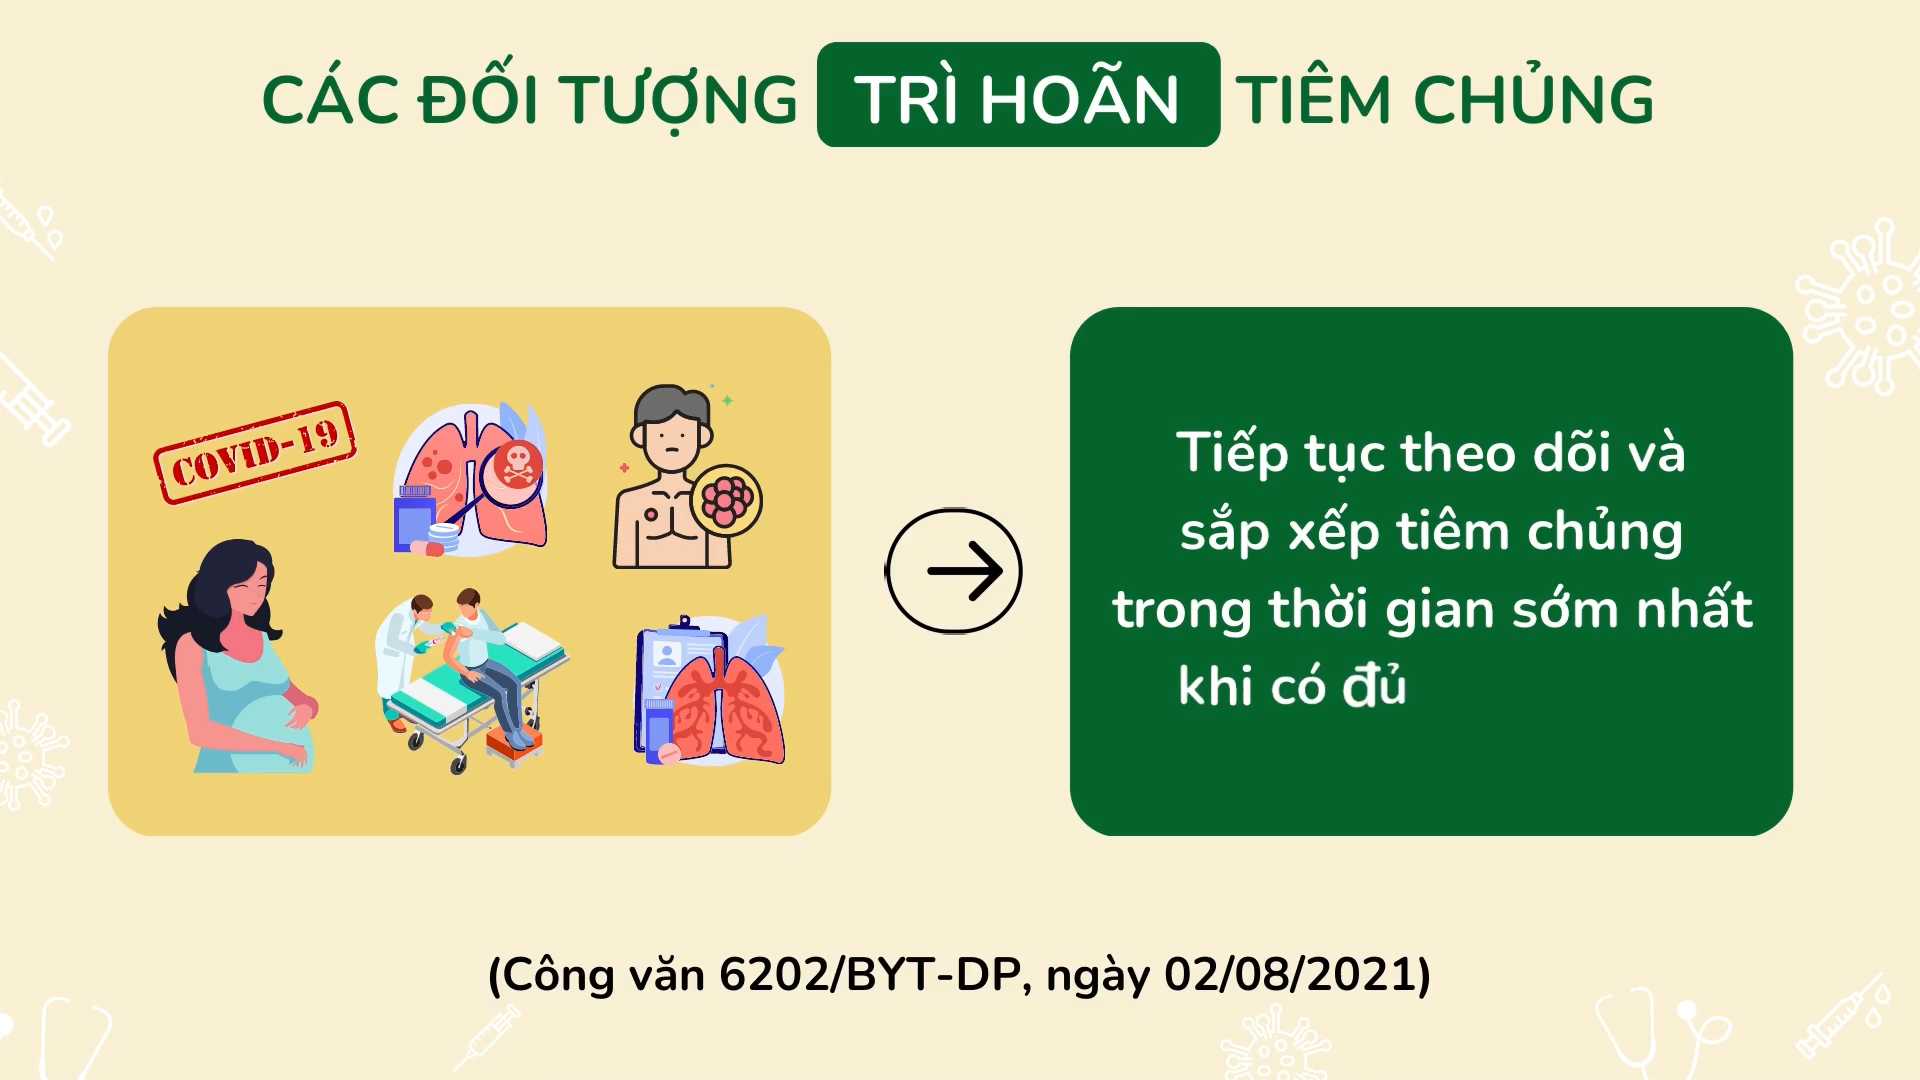 CÁC ĐỐI TƯỢNG TRÌ HOÃN TIÊM CHỦNG
COVID-19
Tiếp tục theo dõi và
sắp xếp tiêm chủng
trong thời gian sớm nhất
khi có đủ
(Công văn 6202/BYT-DP, ngày 02/08/2021)